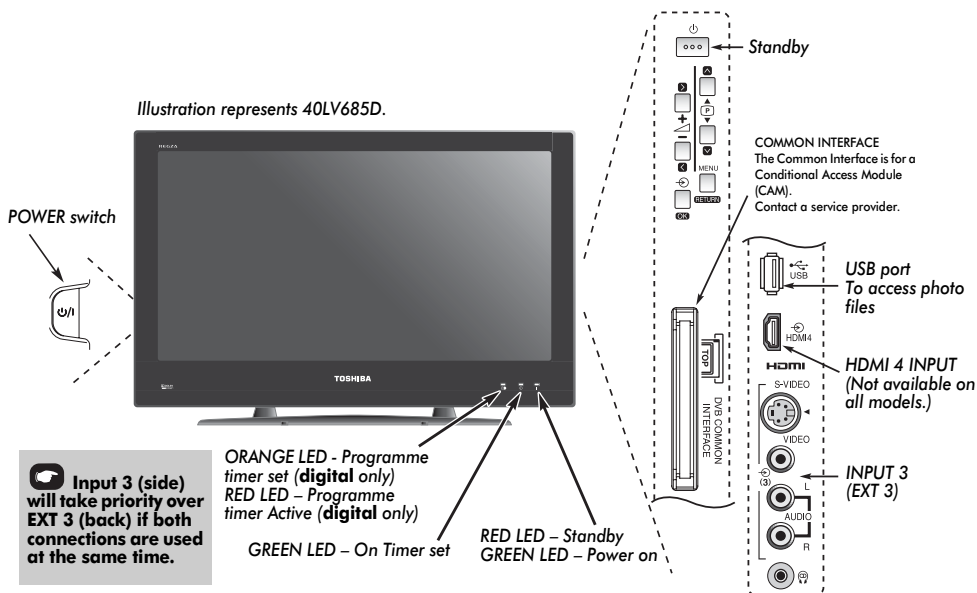 Standby
Illustration represents 40LV685D.
REGZA
POWER switch
P
MENU
RETURN
OK
COMMON INTERFACE
The Common Interface is for a
Conditional Access Module
(CAM).
Contact a service provider.
TOP
DVB COMMON
INTERFACE
USB
USB port
To access photo
files
HDMI4
HDMI
HDMI 4 INPUT
(Not available on
all models.)
S-VIDEO
VIDEO
(3)
L
AUDIO
R
INPUT 3
(EXT 3)
TOSHIBA
ORANGE LED - Programme
timer set (digital only)
RED LED – Programme
timer Active (digital only)
GREEN LED – On Timer set
RED LED – Standby
GREEN LED – Power on
Input 3 (side)
will take priority over
EXT 3 (back) if both
connections are used
at the same time.